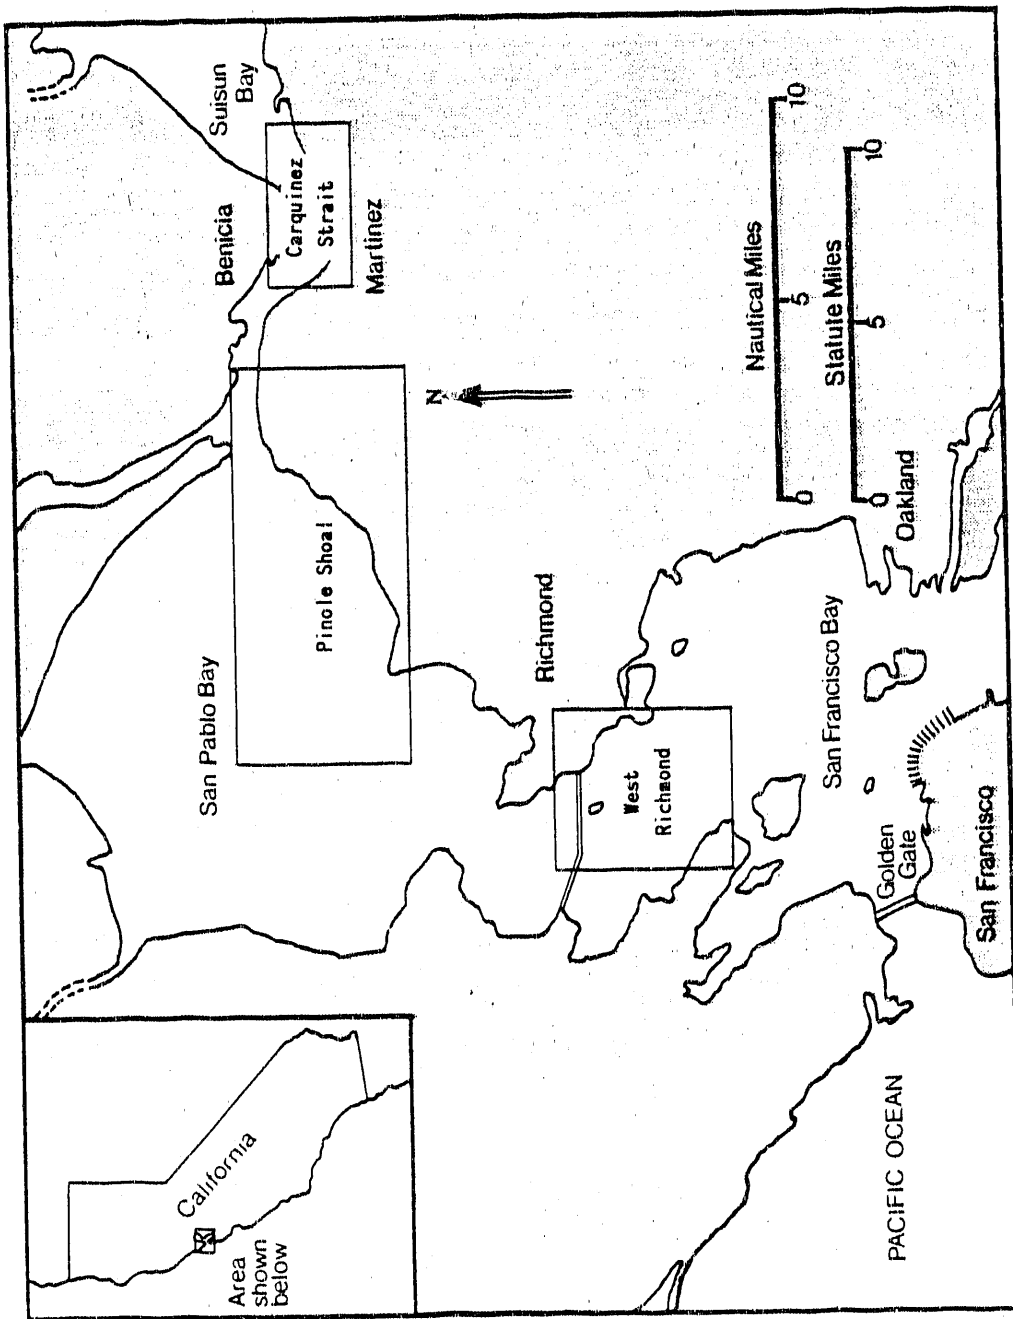 California
Area
shown
below
San Pablo Bay
Pinole Shoal
Benicia
Suisun
Bay
Carquinez
Strait
Martinez
N
Richmond
West
Richmond
San Francisco Bay
Nautical Miles
0
5
10
Statute Miles
0
5
10
Oakland
Golden
Gate
San Francisco
PACIFIC OCEAN